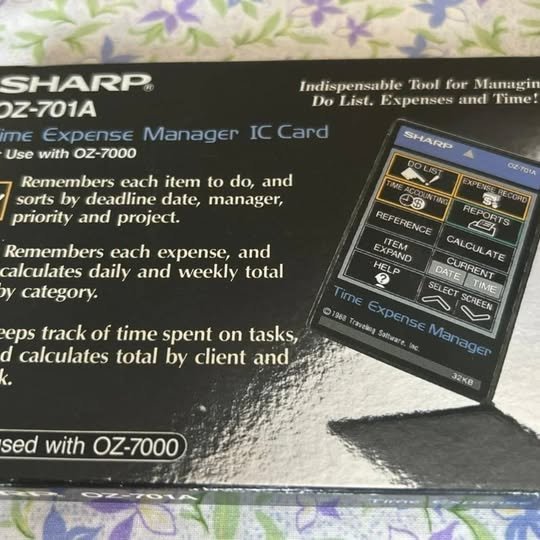 SHARP®
OZ-701A
Time Expense Manager IC Card
Use with OZ-7000
Remembers each item to do, and
sorts by deadline date, manager,
priority and project.
Remembers each expense, and
calculates daily and weekly total
by category.
eeps track of time spent on tasks,
d calculates total by client and
k.
used with OZ-7000
Indispensable Tool for Managin
Do List, Expenses and Time!
SHARP
OZ-701A
DO LIST
EXPENSE RECORD
TIME ACCOUNTING
REPORTS
REFERENCE
CALCULATE
ITEM
EXPAND
CURRENT
DATE TIME
HELP
?
SELECT SCREEN
Time Expense Manager
©1988 Traveling Software, Inc.
32KB
OZ-701A